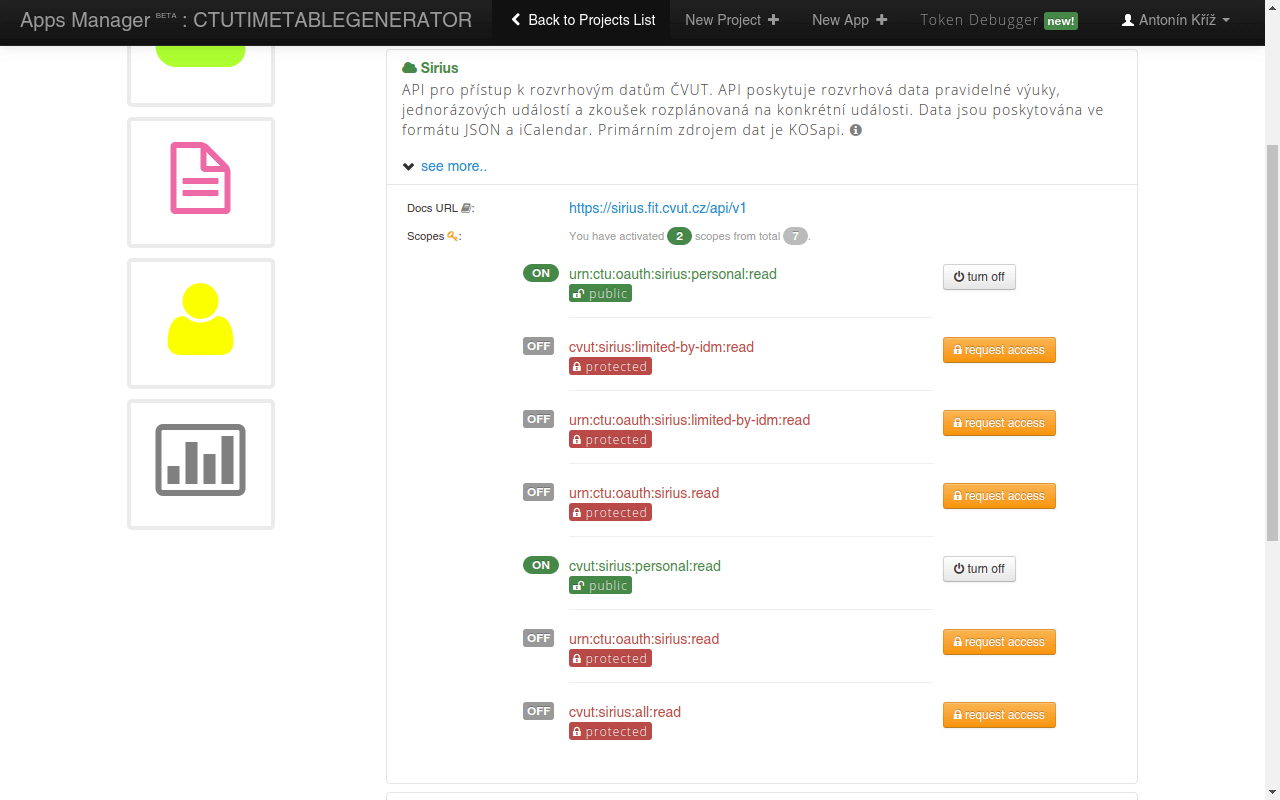 Apps Manager BETA : CTUTIMETABLEGENERATOR
Back to Projects List
New Project
New App
Token Debugger new!
Antonín Kříž
Sirius
API pro přístup k rozvrhovým datům ČVUT. API poskytuje rozvrhová data pravidelné výuky,
jednorázových událostí a zkoušek rozplánovaná na konkrétní události. Data jsou poskytována ve
formátu JSON a iCalendar. Primárním zdrojem dat je KOSapi.
see more..
Docs URL : https://sirius.fit.cvut.cz/api/v1
Scopes : You have activated 2 scopes from total 7.
ON urn:ctu:oauth:sirius:personal:read turn off
public
OFF cvut:sirius:limited-by-idm:read request access
protected
OFF urn:ctu:oauth:sirius:limited-by-idm:read request access
protected
OFF urn:ctu:oauth:sirius.read request access
protected
ON cvut:sirius:personal:read turn off
public
OFF urn:ctu:oauth:sirius:read request access
protected
OFF cvut:sirius:all:read request access
protected